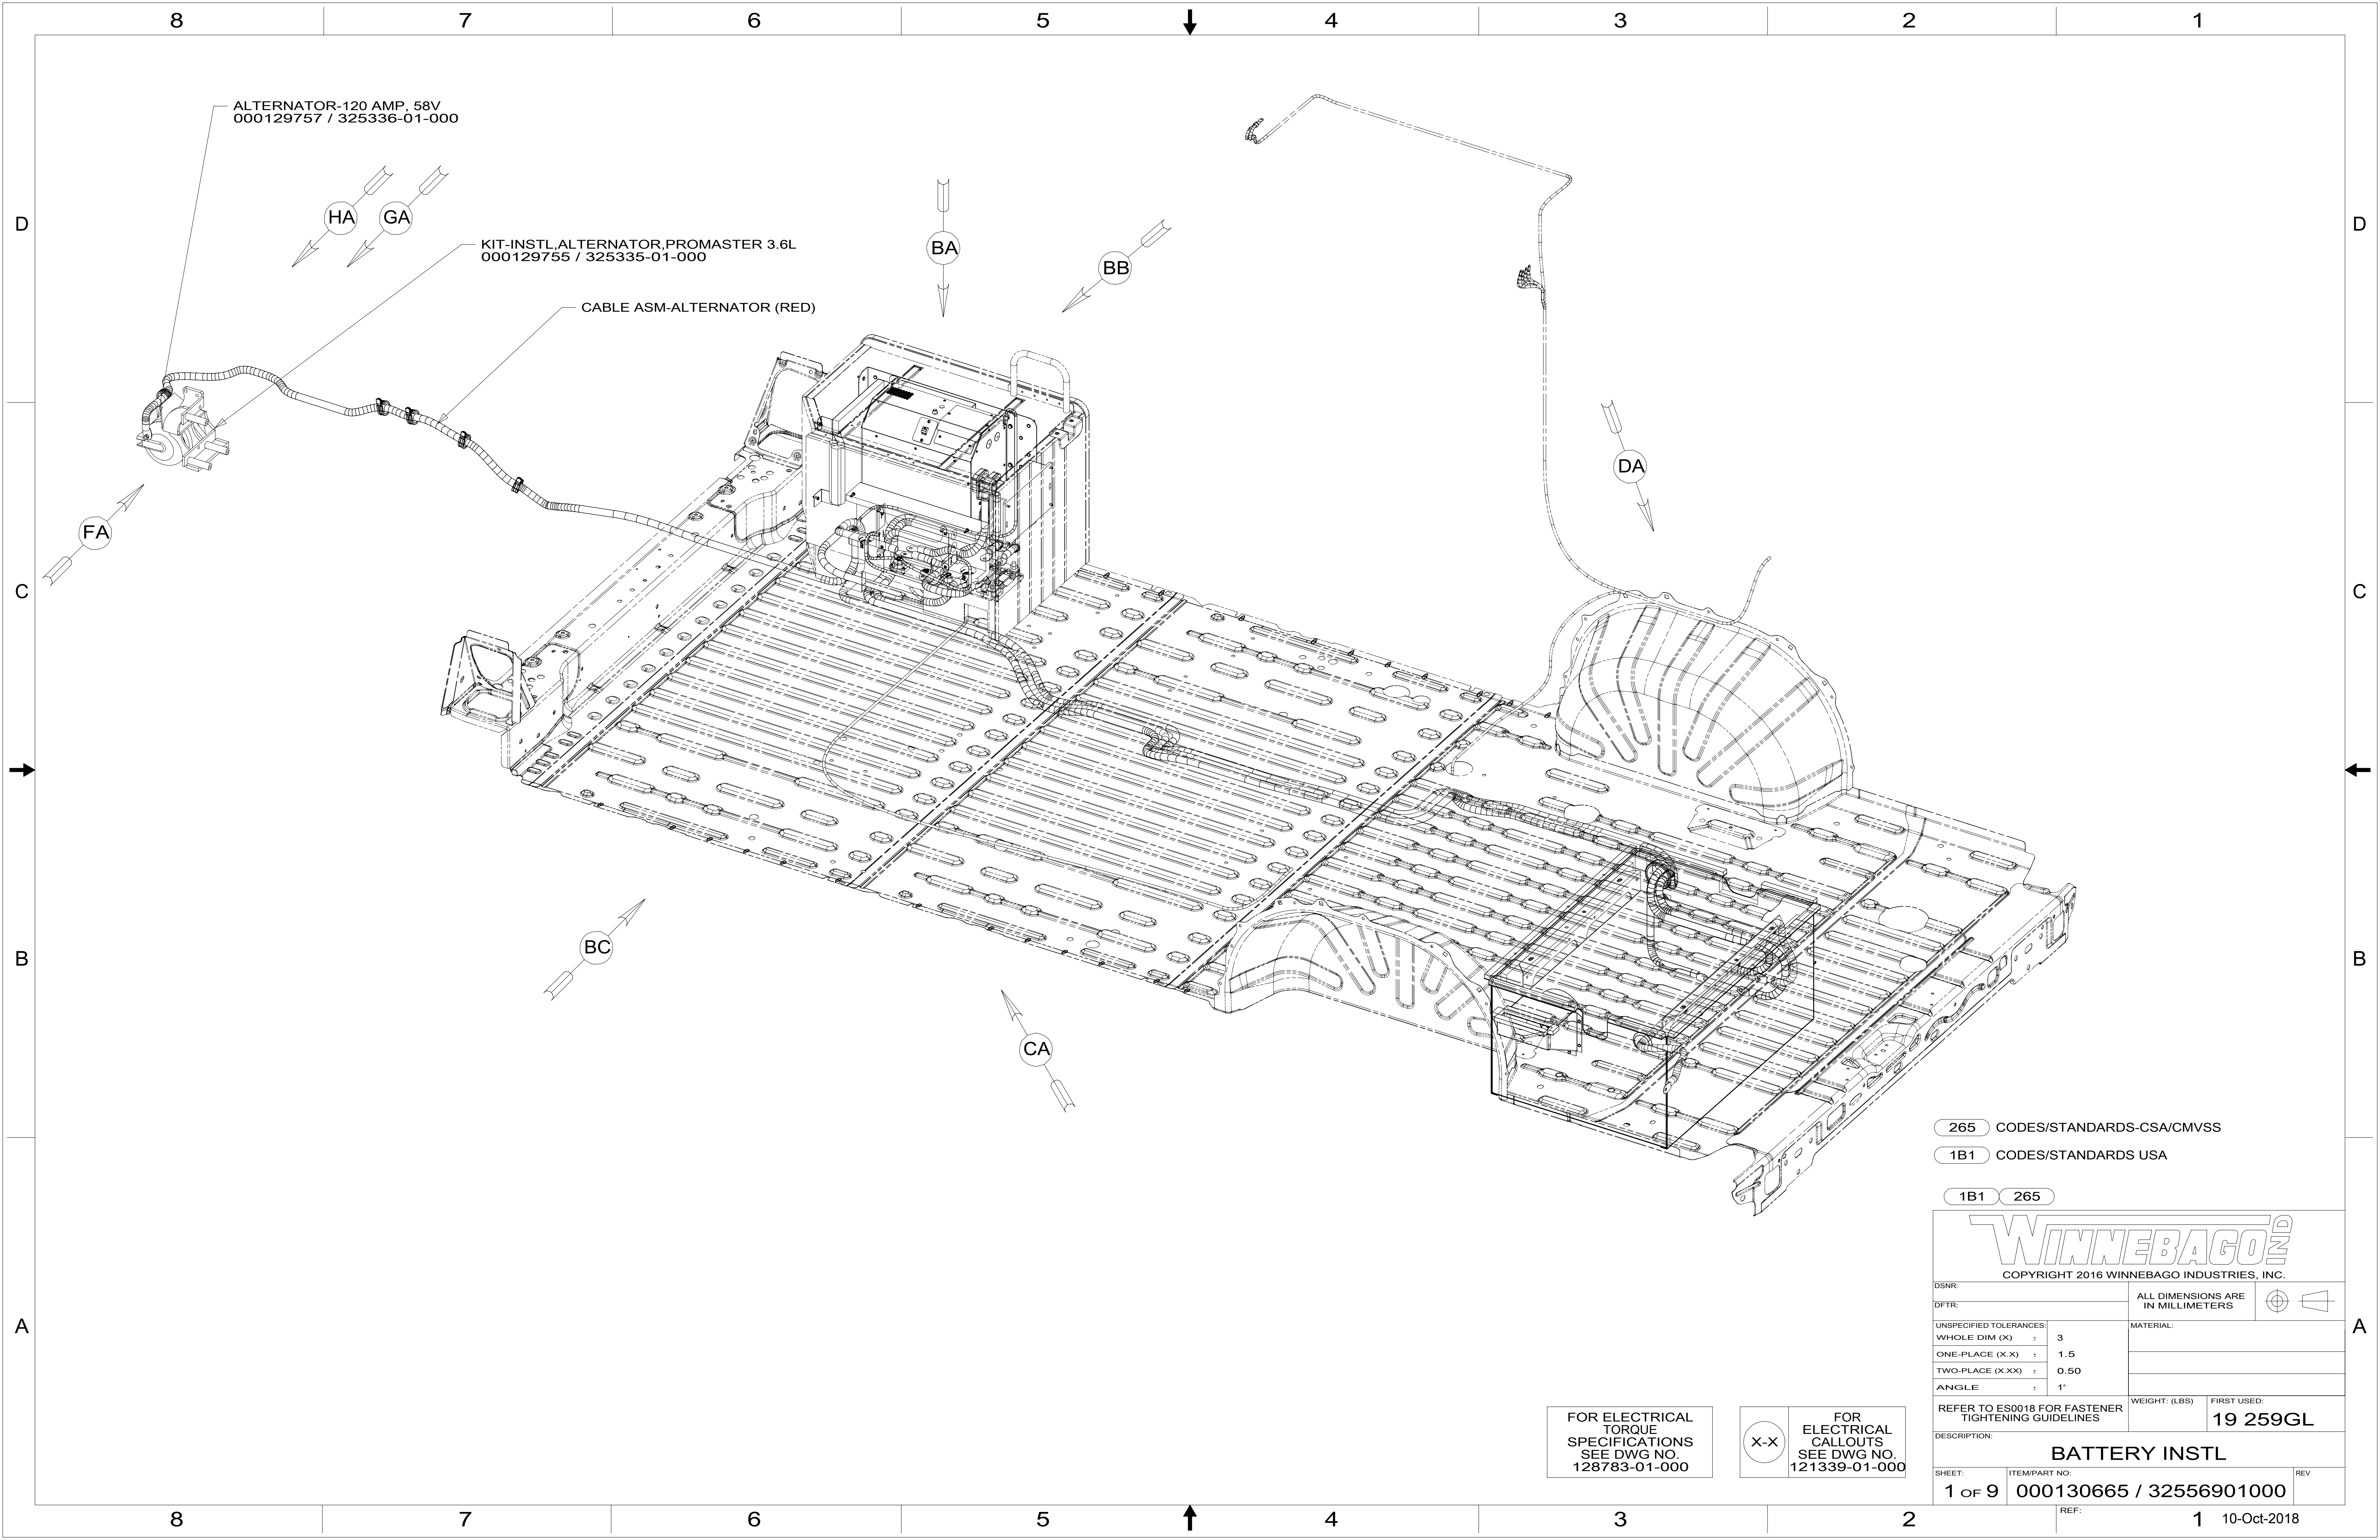 8 7 6 5 4 3 2 1
ALTERNATOR-120 AMP, 58V
000129757 / 325336-01-000
HA
GA
BA
BB
D
D
KIT-INSTL,ALTERNATOR,PROMASTER 3.6L
000129755 / 325335-01-000
CABLE ASM-ALTERNATOR (RED)
DA
FA
C
C
BC
B
B
CA
265 CODES/STANDARDS-CSA/CMVSS
1B1 CODES/STANDARDS USA
1B1 265
WINNEBAGO IND
COPYRIGHT 2016 WINNEBAGO INDUSTRIES, INC.
DSNR:
DFTR:
ALL DIMENSIONS ARE
IN MILLIMETERS
A
A
UNSPECIFIED TOLERANCES:
WHOLE DIM (X) ± 3
ONE-PLACE (X.X) ± 1.5
TWO-PLACE (X.XX) ± 0.50
ANGLE ± 1°
MATERIAL:
REFER TO ES0018 FOR FASTENER
TIGHTENING GUIDELINES
WEIGHT: (LBS)
FIRST USED:
19 259GL
FOR ELECTRICAL
TORQUE
SPECIFICATIONS
SEE DWG NO.
128783-01-000
X-X
FOR
ELECTRICAL
CALLOUTS
SEE DWG NO.
121339-01-000
DESCRIPTION:
BATTERY INSTL
SHEET:
1 OF 9
ITEM/PART NO:
000130665 / 32556901000
REV
REF:
8 7 6 5 4 3 2 1
10-Oct-2018